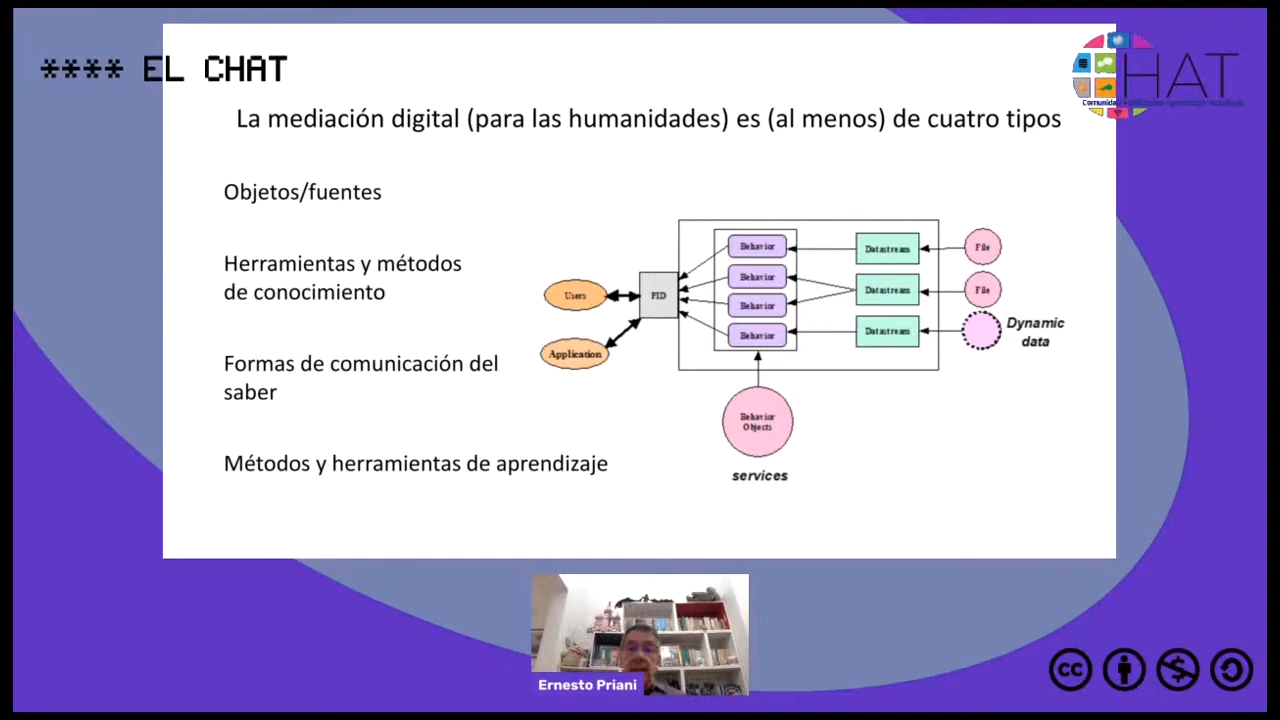 **** EL CHAT
HAT
La mediación digital (para las humanidades) es (al menos) de cuatro tipos
Objetos/fuentes
Herramientas y métodos
de conocimiento
Formas de comunicación del
saber
Métodos y herramientas de aprendizaje
Users
Application
PID
Behavior
Behavior
Behavior
Behavior
Datastream
Datastream
Datastream
File
File
Dynamic
data
Behavior
Objects
services
Ernesto Priani
cc